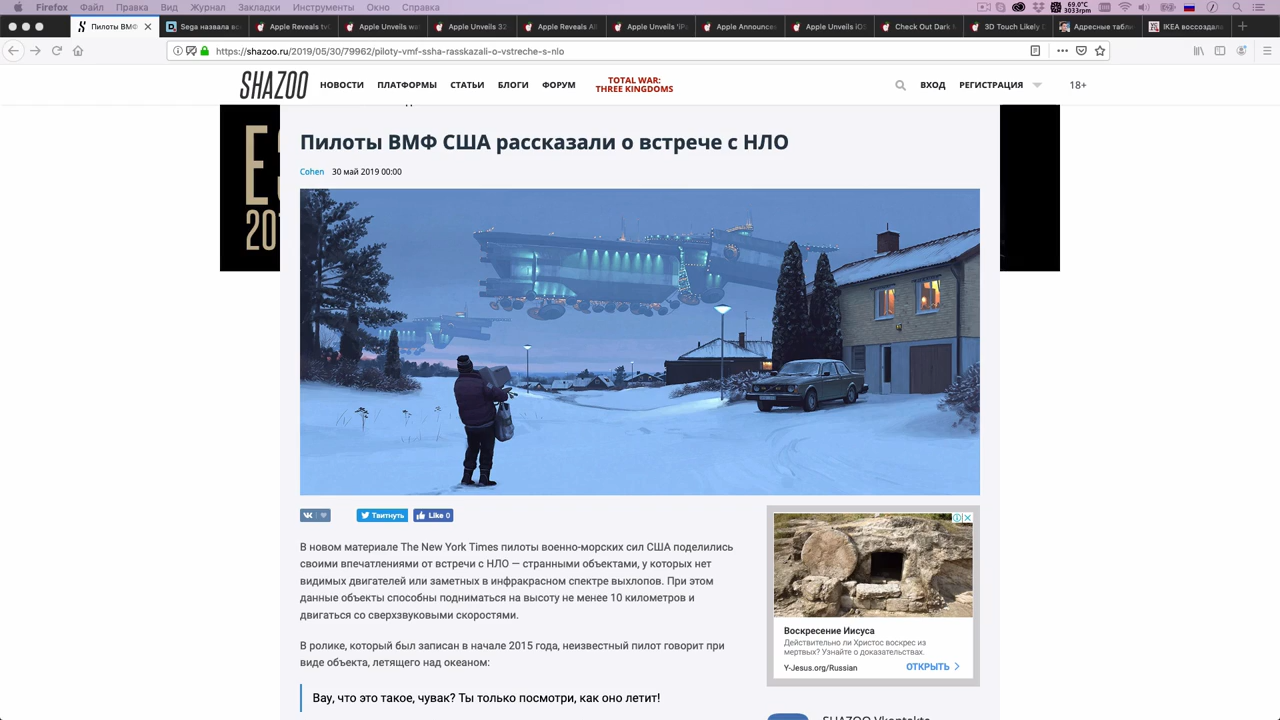 Firefox Файл Правка Вид Журнал Закладки Инструменты Окно Справка 69.0°C 3033rpm
Пилоты ВМФ Sega назвала Apple Reveals Apple Unveils Apple Unveils 32 Apple Reveals Apple Unveils Apple Announce Apple Unveils iOS Check Out Dark 3D Touch Likely Адресные IKEA
https://shazoo.ru/2019/05/30/79962/piloty-vmf-ssha-rasskazali-o-vstreche-s-nlo
SHAZOO НОВОСТИ ПЛАТФОРМЫ СТАТЬИ БЛОГИ ФОРУМ TOTAL WAR: THREE KINGDOMS ВХОД РЕГИСТРАЦИЯ 18+
Пилоты ВМФ США рассказали о встрече с НЛО
Cohen 30 май 2019 00:00
Твитнуть Like 0
В новом материале The New York Times пилоты военно-морских сил США поделились
своими впечатлениями от встречи с НЛО — странными объектами, у которых нет
видимых двигателей или заметных в инфракрасном спектре выхлопов. При этом
данные объекты способны подниматься на высоту не менее 10 километров и
двигаться со сверхзвуковыми скоростями.
В ролике, который был записан в начале 2015 года, неизвестный пилот говорит при
виде объекта, летящего над океаном:
Вау, что это такое, чувак? Ты только посмотри, как оно летит!
Воскресение Иисуса
Действительно ли Христос воскрес из
мертвых? Узнайте о доказательствах.
Y-Jesus.org/Russian ОТКРЫТЬ
SHAZOO Vkontakte